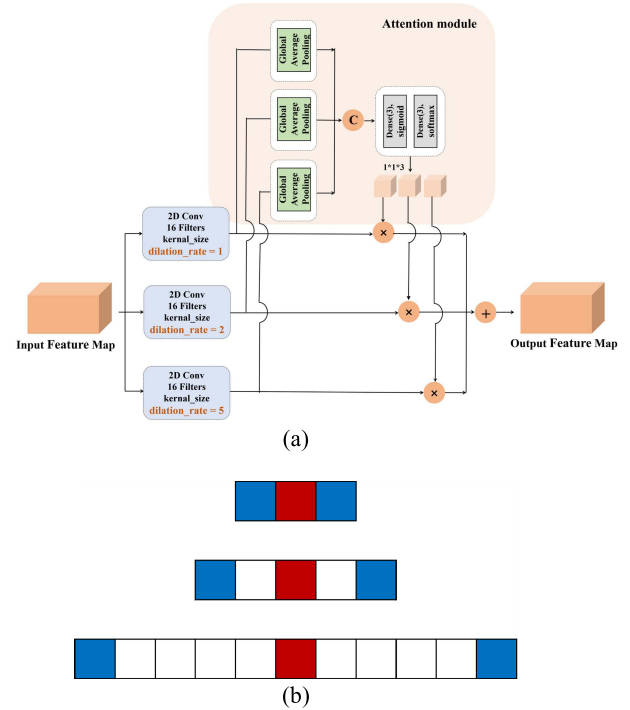 Attention module
Global
Average
Pooling
Global
Average
Pooling
Global
Average
Pooling
C
Dense(3),
sigmoid
Dense(3),
softmax
1*1*3
2D Conv
16 Filters
kernal_size
dilation_rate = 1
×
2D Conv
16 Filters
kernal_size
dilation_rate = 2
×
+
Input Feature Map
Output Feature Map
2D Conv
16 Filters
kernal_size
dilation_rate = 5
×
(a)
(b)